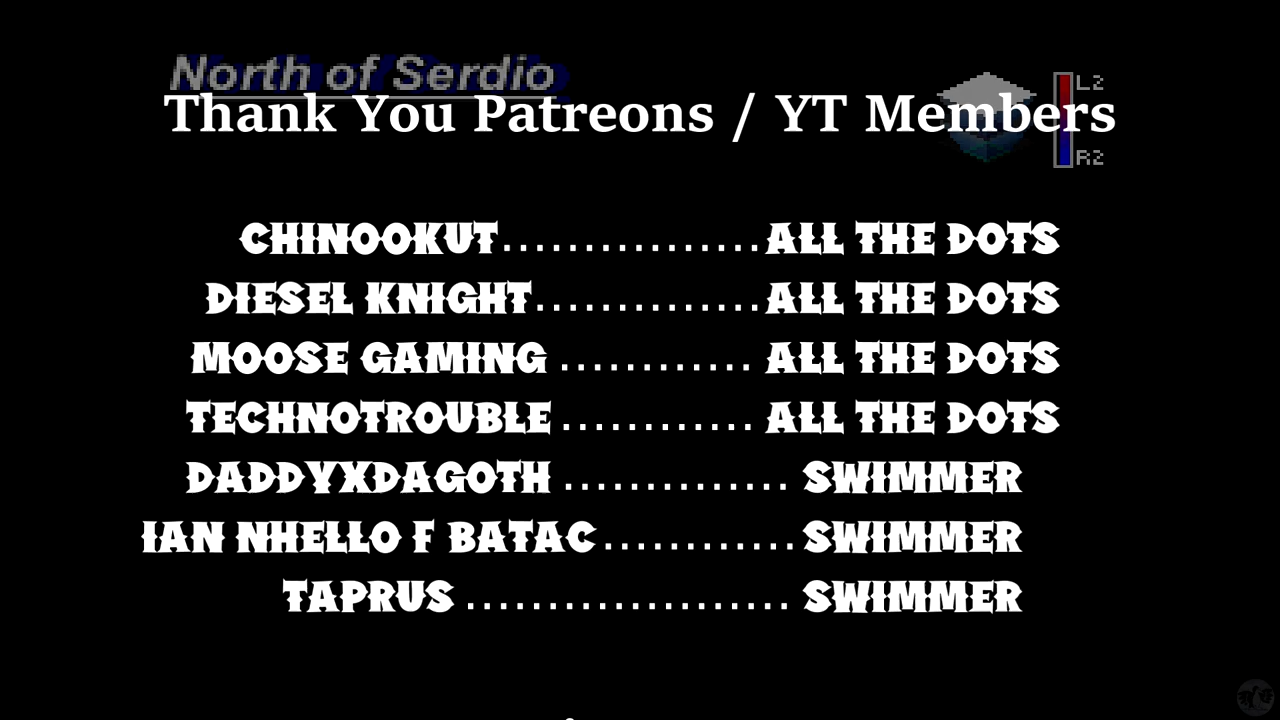 North of Serdio
L2
Thank You Patreons / YT Members
R2
CHINOOKUT................ALL THE DOTS
DIESEL KNIGHT..............ALL THE DOTS
MOOSE GAMING ............ ALL THE DOTS
TECHNOTROUBLE ............ ALL THE DOTS
DADDYXDAGOTH .............. SWIMMER
IAN NHELLO F BATAC............SWIMMER
TAPRUS .................... SWIMMER